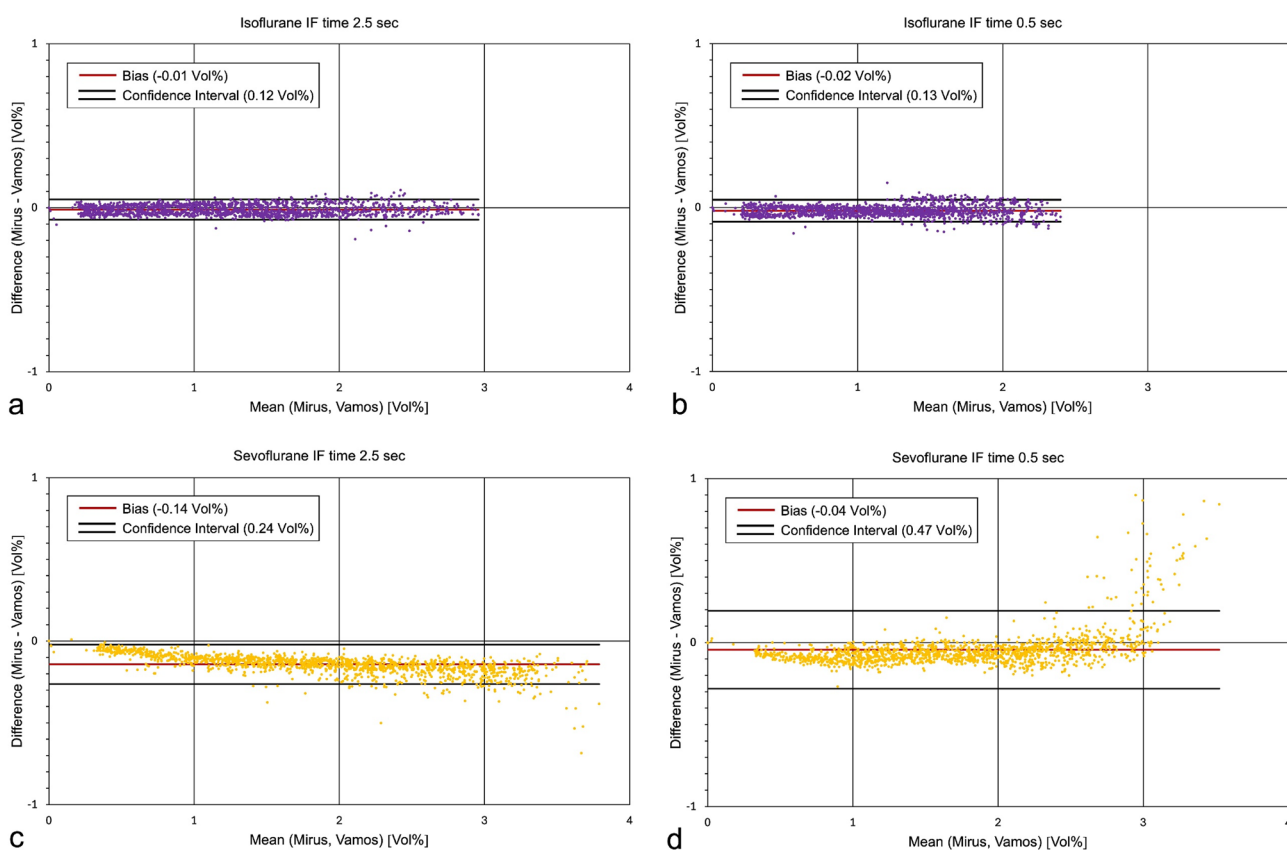 Isoflurane IF time 2.5 sec
1
Bias (-0.01 Vol%)
Confidence Interval (0.12 Vol%)
Difference (Mirus - Vamos) [Vol%]
0
-1
0 1 2 3 4
Mean (Mirus, Vamos) [Vol%]
a
Isoflurane IF time 0.5 sec
1
Bias (-0.02 Vol%)
Confidence Interval (0.13 Vol%)
Difference (Mirus - Vamos) [Vol%]
0
-1
0 1 2 3 4
Mean (Mirus, Vamos) [Vol%]
b
Sevoflurane IF time 2.5 sec
1
Bias (-0.14 Vol%)
Confidence Interval (0.24 Vol%)
Difference (Mirus - Vamos) [Vol%]
0
-1
0 1 2 3 4
Mean (Mirus, Vamos) [Vol%]
c
Sevoflurane IF time 0.5 sec
1
Bias (-0.04 Vol%)
Confidence Interval (0.47 Vol%)
Difference (Mirus - Vamos) [Vol%]
0
-1
0 1 2 3 4
Mean (Mirus, Vamos) [Vol%]
d